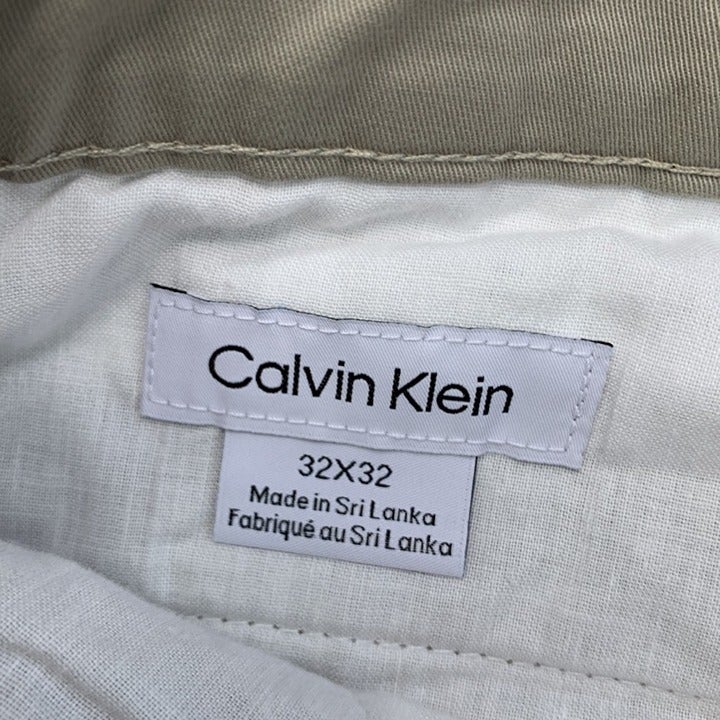 Calvin Klein
32X32
Made in Sri Lanka
Fabriqué au Sri Lanka